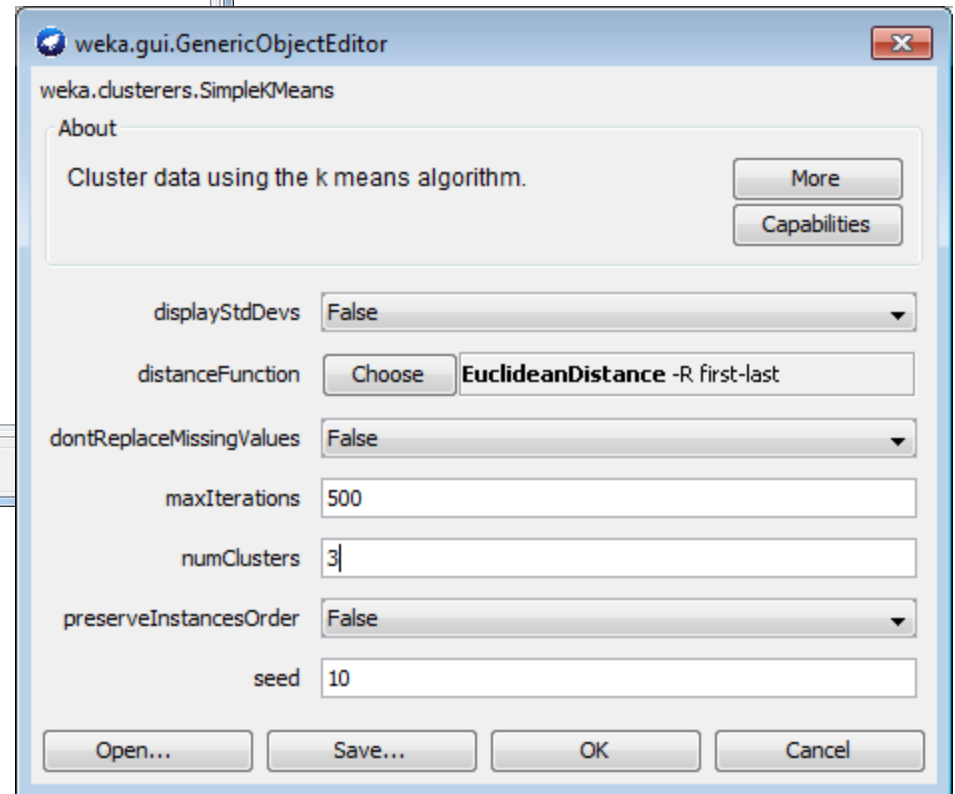 weka.gui.GenericObjectEditor
weka.clusterers.SimpleKMeans
About
Cluster data using the k means algorithm.
More
Capabilities
displayStdDevs False
distanceFunction Choose EuclideanDistance -R first-last
dontReplaceMissingValues False
maxIterations 500
numClusters 3
preserveInstancesOrder False
seed 10
Open... Save... OK Cancel